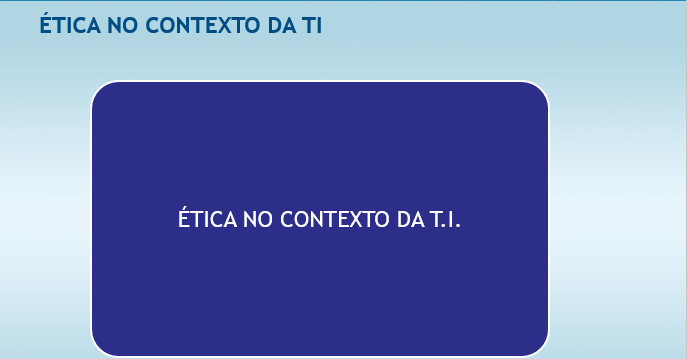 ÉTICA NO CONTEXTO DA TI
ÉTICA NO CONTEXTO DA T.I.